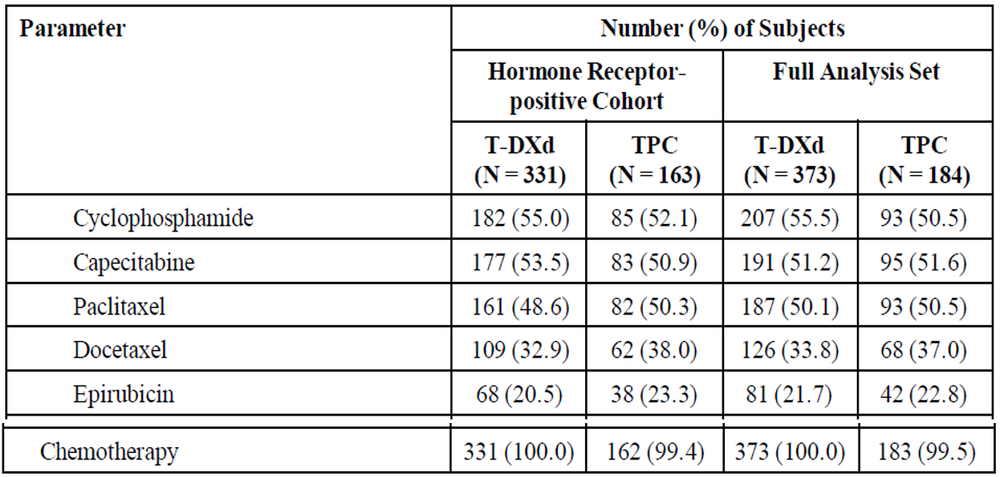 Parameter Number (%) of Subjects
Hormone Receptor-positive Cohort Full Analysis Set
T-DXd (N = 331) TPC (N = 163) T-DXd (N = 373) TPC (N = 184)
Cyclophosphamide 182 (55.0) 85 (52.1) 207 (55.5) 93 (50.5)
Capecitabine 177 (53.5) 83 (50.9) 191 (51.2) 95 (51.6)
Paclitaxel 161 (48.6) 82 (50.3) 187 (50.1) 93 (50.5)
Docetaxel 109 (32.9) 62 (38.0) 126 (33.8) 68 (37.0)
Epirubicin 68 (20.5) 38 (23.3) 81 (21.7) 42 (22.8)
Chemotherapy 331 (100.0) 162 (99.4) 373 (100.0) 183 (99.5)